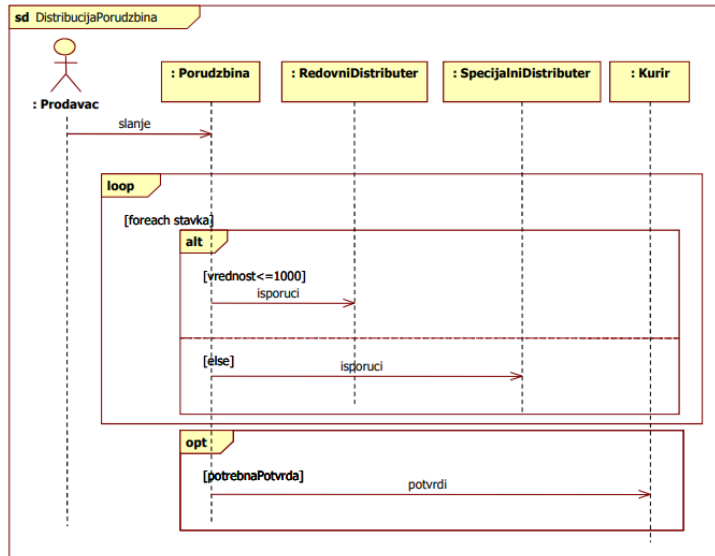 sd DistribucijaPorudzbina
: Prodavac
: Porudzbina
: RedovniDistributer
: SpecijalniDistributer
: Kurir
slanje
loop
[foreach stavka]
alt
[vrednost<=1000]
isporuci
[else]
isporuci
opt
[potrebnaPotvrda]
potvrdi